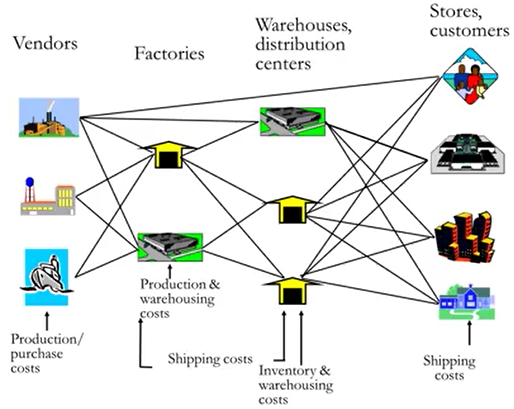 Vendors
Factories
Warehouses,
distribution
centers
Stores,
customers
Production/
purchase
costs
Production &
warehousing
costs
Shipping costs
Inventory &
warehousing
costs
Shipping
costs